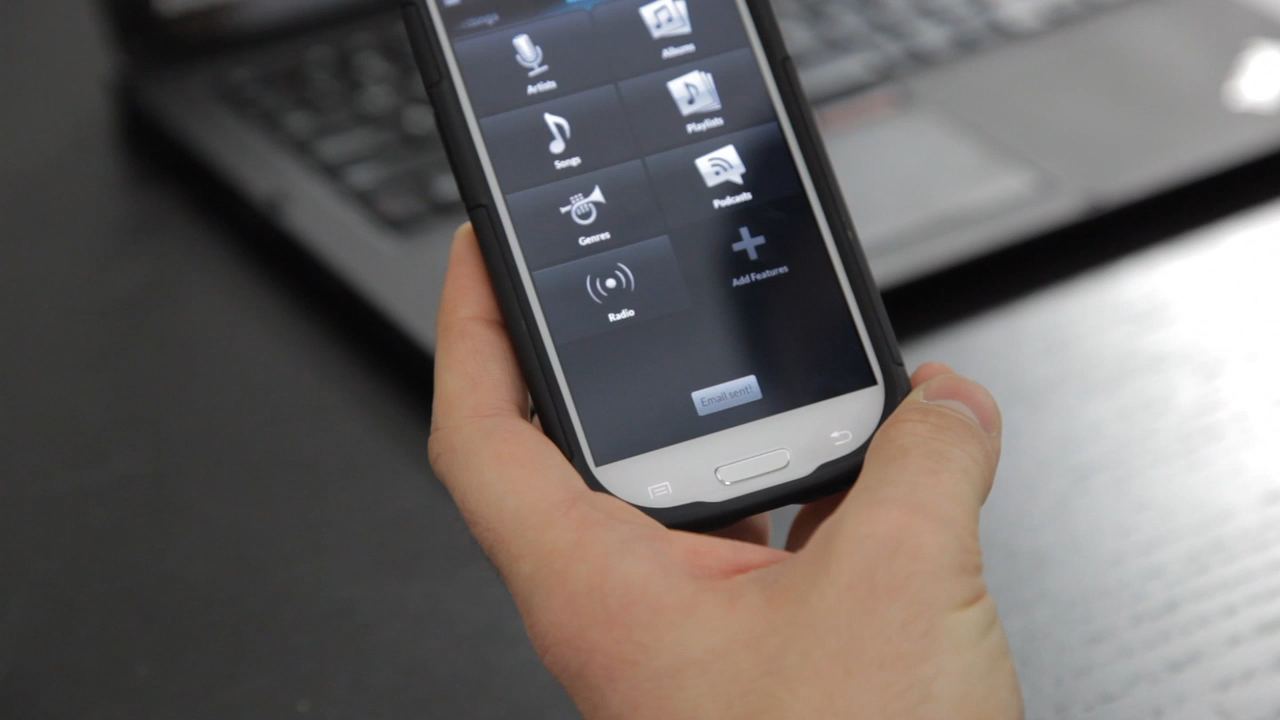 Artists
Albums
Songs
Playlists
Genres
Podcasts
Radio
Add Features
Email sent!